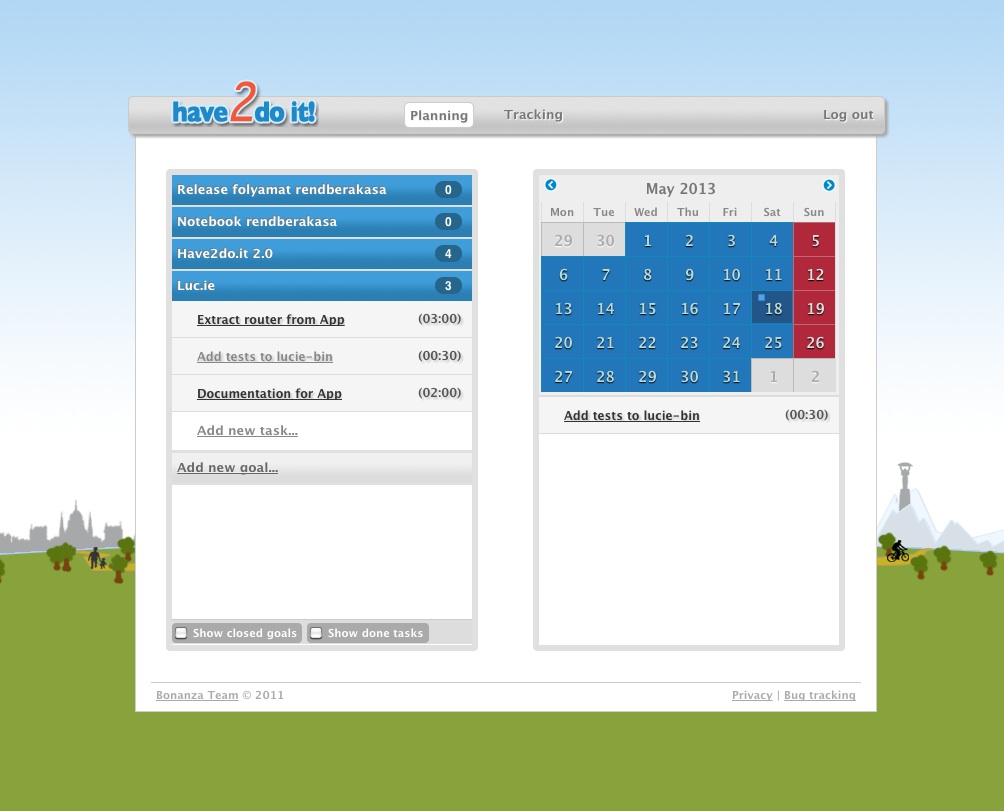 have2do it!
Planning
Tracking
Log out
Release folyamat rendberakasa 0
Notebook rendberakasa 0
Have2do.it 2.0 4
Luc.ie 3
Extract router from App (03:00)
Add tests to lucie-bin (00:30)
Documentation for App (02:00)
Add new task...
Add new goal...
Show closed goals
Show done tasks
May 2013
Mon Tue Wed Thu Fri Sat Sun
29 30 1 2 3 4 5
6 7 8 9 10 11 12
13 14 15 16 17 18 19
20 21 22 23 24 25 26
27 28 29 30 31 1 2
Add tests to lucie-bin (00:30)
Bonanza Team © 2011
Privacy | Bug tracking